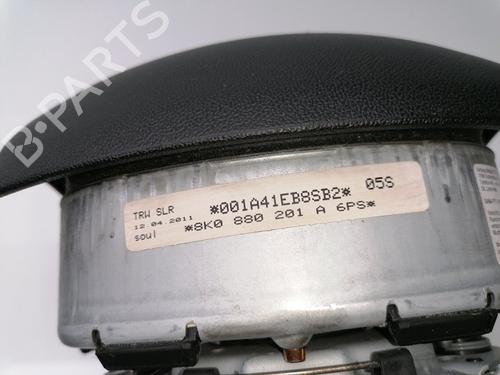 B-PARTS
TRW SLR *001A41EB8SB2* 05S
12.04.2011
soul *8K0 880 201 A 6PS*